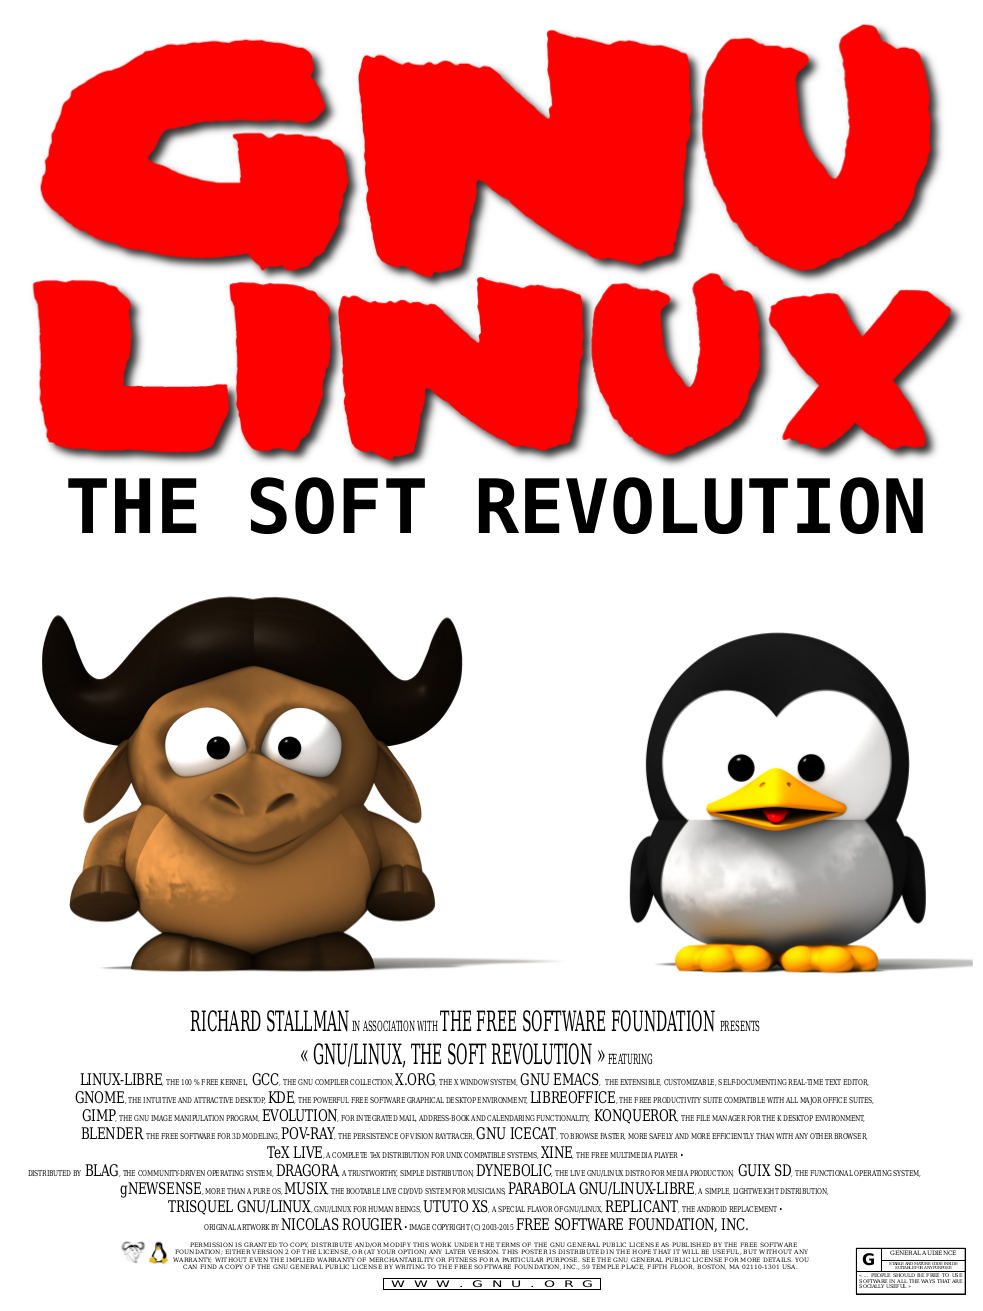 GNU
LINUX
THE SOFT REVOLUTION
RICHARD STALLMAN IN ASSOCIATION WITH THE FREE SOFTWARE FOUNDATION PRESENTS
« GNU/LINUX, THE SOFT REVOLUTION » FEATURING
LINUX-LIBRE, THE 100 % FREE KERNEL, GCC, THE GNU COMPILER COLLECTION, X.ORG, THE X WINDOW SYSTEM, GNU EMACS, THE EXTENSIBLE, CUSTOMIZABLE, SELF-DOCUMENTING REAL-TIME TEXT EDITOR,
GNOME, THE INTUITIVE AND ATTRACTIVE DESKTOP, KDE, THE POWERFUL FREE SOFTWARE GRAPHICAL DESKTOP ENVIRONMENT, LIBREOFFICE, THE FREE PRODUCTIVITY SUITE COMPATIBLE WITH ALL MAJOR OFFICE SUITES,
GIMP, THE GNU IMAGE MANIPULATION PROGRAM, EVOLUTION, FOR INTEGRATED MAIL, ADDRESS-BOOK AND CALENDARING FUNCTIONALITY, KONQUEROR, THE FILE MANAGER FOR THE K DESKTOP ENVIRONMENT,
BLENDER THE FREE SOFTWARE FOR 3D MODELING, POV-RAY, THE PERSISTENCE OF VISION RAYTRACER, GNU ICECAT, TO BROWSE FASTER, MORE SAFELY AND MORE EFFICIENTLY THAN WITH ANY OTHER BROWSER,
TeX LIVE, A COMPLETE TeX DISTRIBUTION FOR UNIX COMPATIBLE SYSTEMS, XINE, THE FREE MULTIMEDIA PLAYER •
DISTRIBUTED BY BLAG, THE COMMUNITY-DRIVEN OPERATING SYSTEM, DRAGORA, A TRUSTWORTHY, SIMPLE DISTRIBUTION, DYNEBOLIC, THE LIVE GNU/LINUX DISTRO FOR MEDIA PRODUCTION, GUIX SD, THE FUNCTIONAL OPERATING SYSTEM,
gNEWSENSE, MORE THAN A PURE OS, MUSIX, THE BOOTABLE LIVE CD/DVD SYSTEM FOR MUSICIANS, PARABOLA GNU/LINUX-LIBRE, A SIMPLE, LIGHTWEIGHT DISTRIBUTION,
TRISQUEL GNU/LINUX, GNU/LINUX FOR HUMAN BEINGS, UTUTO XS, A SPECIAL FLAVOR OF GNU/LINUX, REPLICANT, THE ANDROID REPLACEMENT •
ORIGINAL ARTWORK BY NICOLAS ROUGIER • IMAGE COPYRIGHT (C) 2003-2015 FREE SOFTWARE FOUNDATION, INC.
PERMISSION IS GRANTED TO COPY, DISTRIBUTE AND/OR MODIFY THIS WORK UNDER THE TERMS OF THE GNU GENERAL PUBLIC LICENSE AS PUBLISHED BY THE FREE SOFTWARE
FOUNDATION; EITHER VERSION 2 OF THE LICENSE, OR (AT YOUR OPTION) ANY LATER VERSION. THIS POSTER IS DISTRIBUTED IN THE HOPE THAT IT WILL BE USEFUL, BUT WITHOUT ANY
WARRANTY; WITHOUT EVEN THE IMPLIED WARRANTY OF MERCHANTABILITY OR FITNESS FOR A PARTICULAR PURPOSE. SEE THE GNU GENERAL PUBLIC LICENSE FOR MORE DETAILS. YOU
CAN FIND A COPY OF THE GNU GENERAL PUBLIC LICENSE BY WRITING TO THE FREE SOFTWARE FOUNDATION, INC., 59 TEMPLE PLACE, FIFTH FLOOR, BOSTON, MA 02110-1301 USA.
WWW.GNU.ORG
G
GENERAL AUDIENCE
STABLE AND MATURE CODE INSIDE
SUITABLE FOR ANY PURPOSE
« ... PEOPLE SHOULD BE FREE TO USE
SOFTWARE IN ALL THE WAYS THAT ARE
SOCIALLY USEFUL »